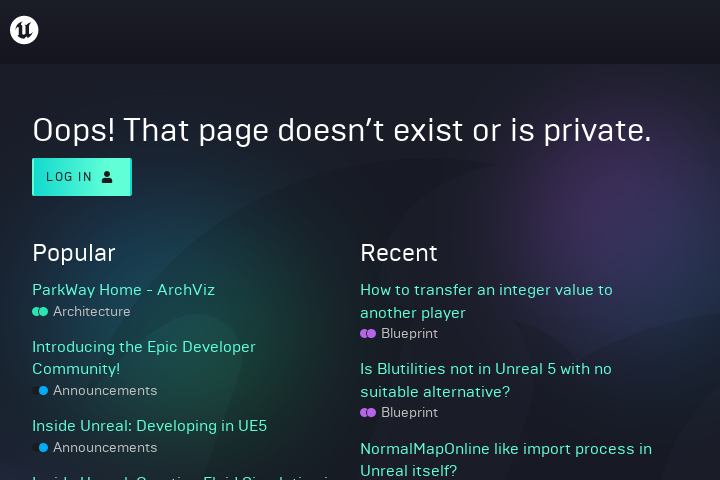 Oops! That page doesn't exist or is private.
LOG IN
Popular
ParkWay Home - ArchViz
Architecture
Introducing the Epic Developer
Community!
Announcements
Inside Unreal: Developing in UE5
Announcements
Recent
How to transfer an integer value to
another player
Blueprint
Is Blutilities not in Unreal 5 with no
suitable alternative?
Blueprint
NormalMapOnline like import process in
Unreal itself?